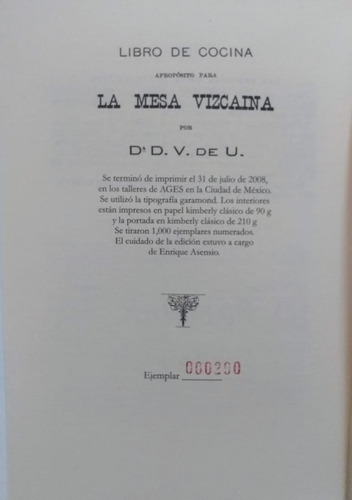 LIBRO DE COCINA
APROPÓSITO PARA
LA MESA VIZCAINA
POR
Dª D. V. DE U.
Se terminó de imprimir el 31 de julio de 2008,
en los talleres de AGES en la Ciudad de México.
Se utilizó la tipografía garamond. Los interiores
están impresos en papel kimberly clásico de 90 g
y la portada en kimberly clásico de 210 g
Se tiraron 1,000 ejemplares numerados.
El cuidado de la edición estuvo a cargo
de Enrique Asensio.
Ejemplar 000200